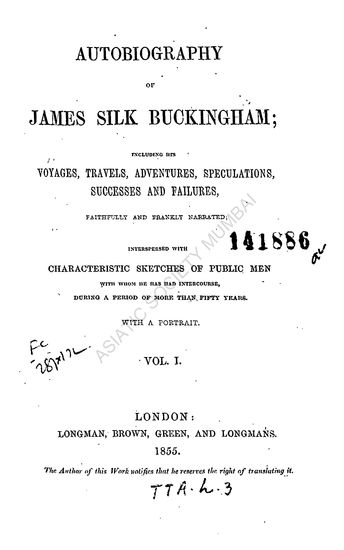 AUTOBIOGRAPHY
OF
JAMES SILK BUCKINGHAM;
INCLUDING HIS
VOYAGES, TRAVELS, ADVENTURES, SPECULATIONS,
SUCCESSES AND FAILURES,
FAITHFULLY AND FRANKLY NARRATED;
INTERSPERSED WITH
141886
CHARACTERISTIC SKETCHES OF PUBLIC MEN
WITH WHOM HE HAS HAD INTERCOURSE,
DURING A PERIOD OF MORE THAN FIFTY YEARS.
WITH A PORTRAIT.
ASIATIC SOCIETY MUMBAI
VOL. I.
LONDON:
LONGMAN, BROWN, GREEN, AND LONGMANS.
1855.
The Author of this Work notifies that he reserves the right of translating it.
TTA-L-3